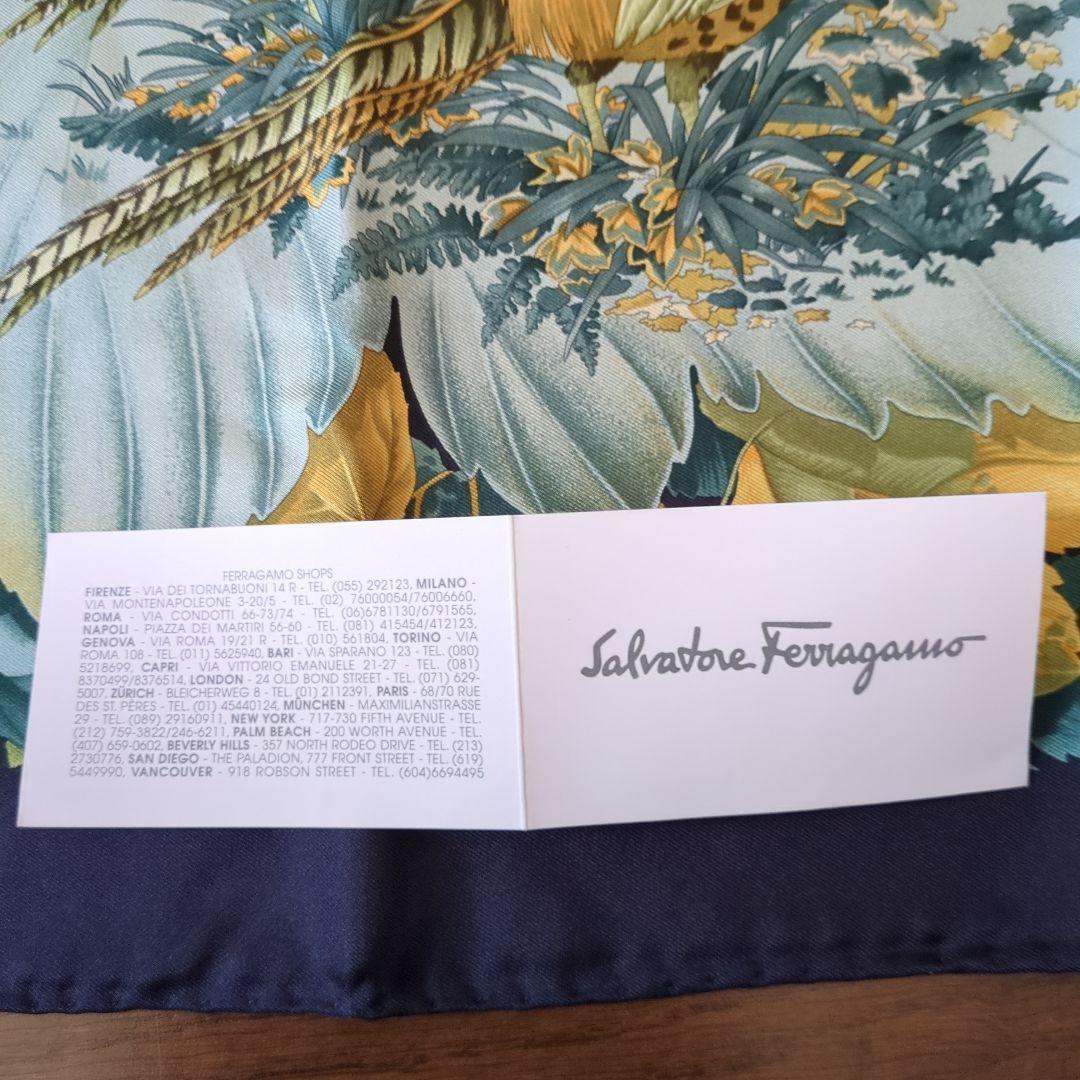 FERRAGAMO SHOPS
FIRENZE - VIA DEI TORNABUONI 14 R - TEL. (055) 292123, MILANO -
VIA MONTENAPOLEONE 3-20/5 - TEL. (02) 76000054/76006660,
ROMA - VIA CONDOTTI 66-73/74 - TEL. (06)6781130/6791565,
NAPOLI - PIAZZA DEI MARTIRI 56-60 - TEL. (081) 415454/412123,
GENOVA - VIA ROMA 19/21 R - TEL. (010) 561804, TORINO - VIA
ROMA 108 - TEL. (011) 5625940, BARI - VIA SPARANO 123 - TEL. (080)
5218699, CAPRI - VIA VITTORIO EMANUELE 21-27 - TEL. (081)
8370499/8376514, LONDON - 24 OLD BOND STREET - TEL. (071) 629-
5007, ZÜRICH - BLEICHERWEG 8 - TEL. (01) 2112391, PARIS - 68/70 RUE
DES ST. PÉRES - TEL. (01) 45440124, MÜNCHEN - MAXIMILIANSTRASSE
29 - TEL. (089) 29160911, NEW YORK - 717-730 FIFTH AVENUE - TEL.
(212) 759-3822/246-6211, PALM BEACH - 200 WORTH AVENUE - TEL.
(407) 659-0602, BEVERLY HILLS - 357 NORTH RODEO DRIVE - TEL. (213)
2730776, SAN DIEGO - THE PALADION, 777 FRONT STREET - TEL. (619)
5449990, VANCOUVER - 918 ROBSON STREET - TEL. (604)6694495
Salvatore Ferragamo